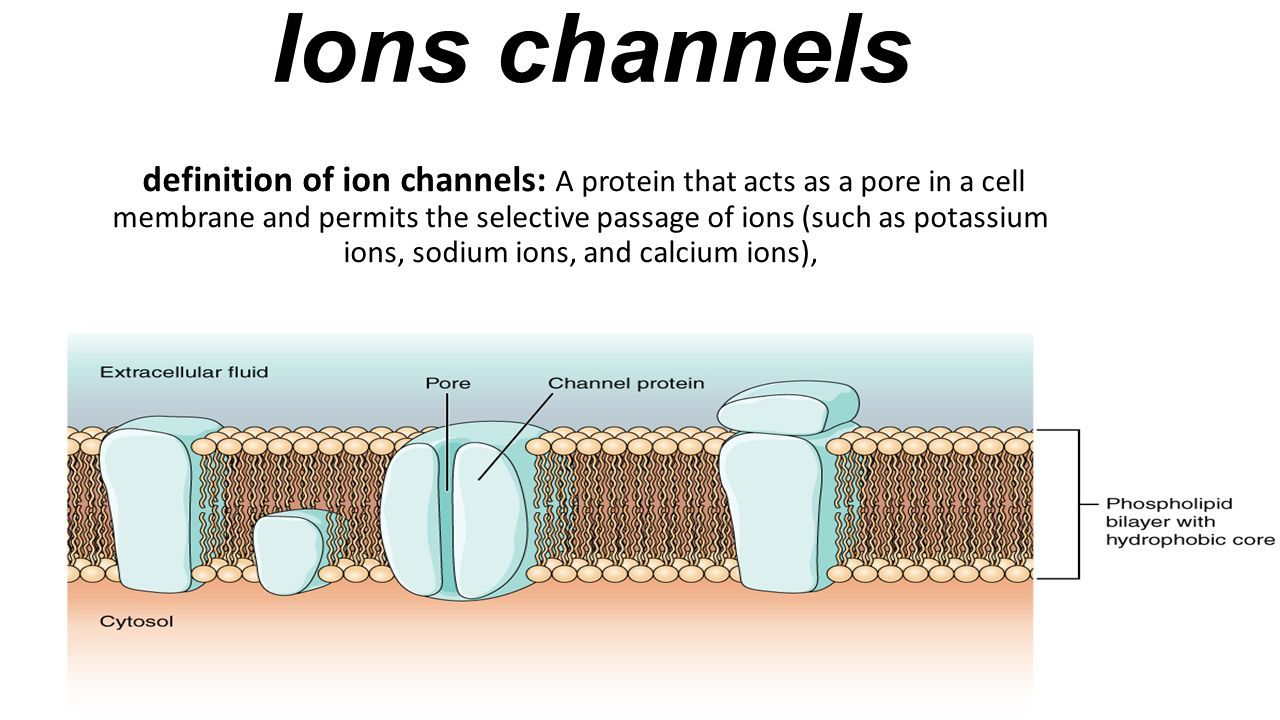 Ions channels
definition of ion channels: A protein that acts as a pore in a cell
membrane and permits the selective passage of ions (such as potassium
ions, sodium ions, and calcium ions),
Extracellular fluid
Pore
Channel protein
Phospholipid
bilayer with
hydrophobic core
Cytosol